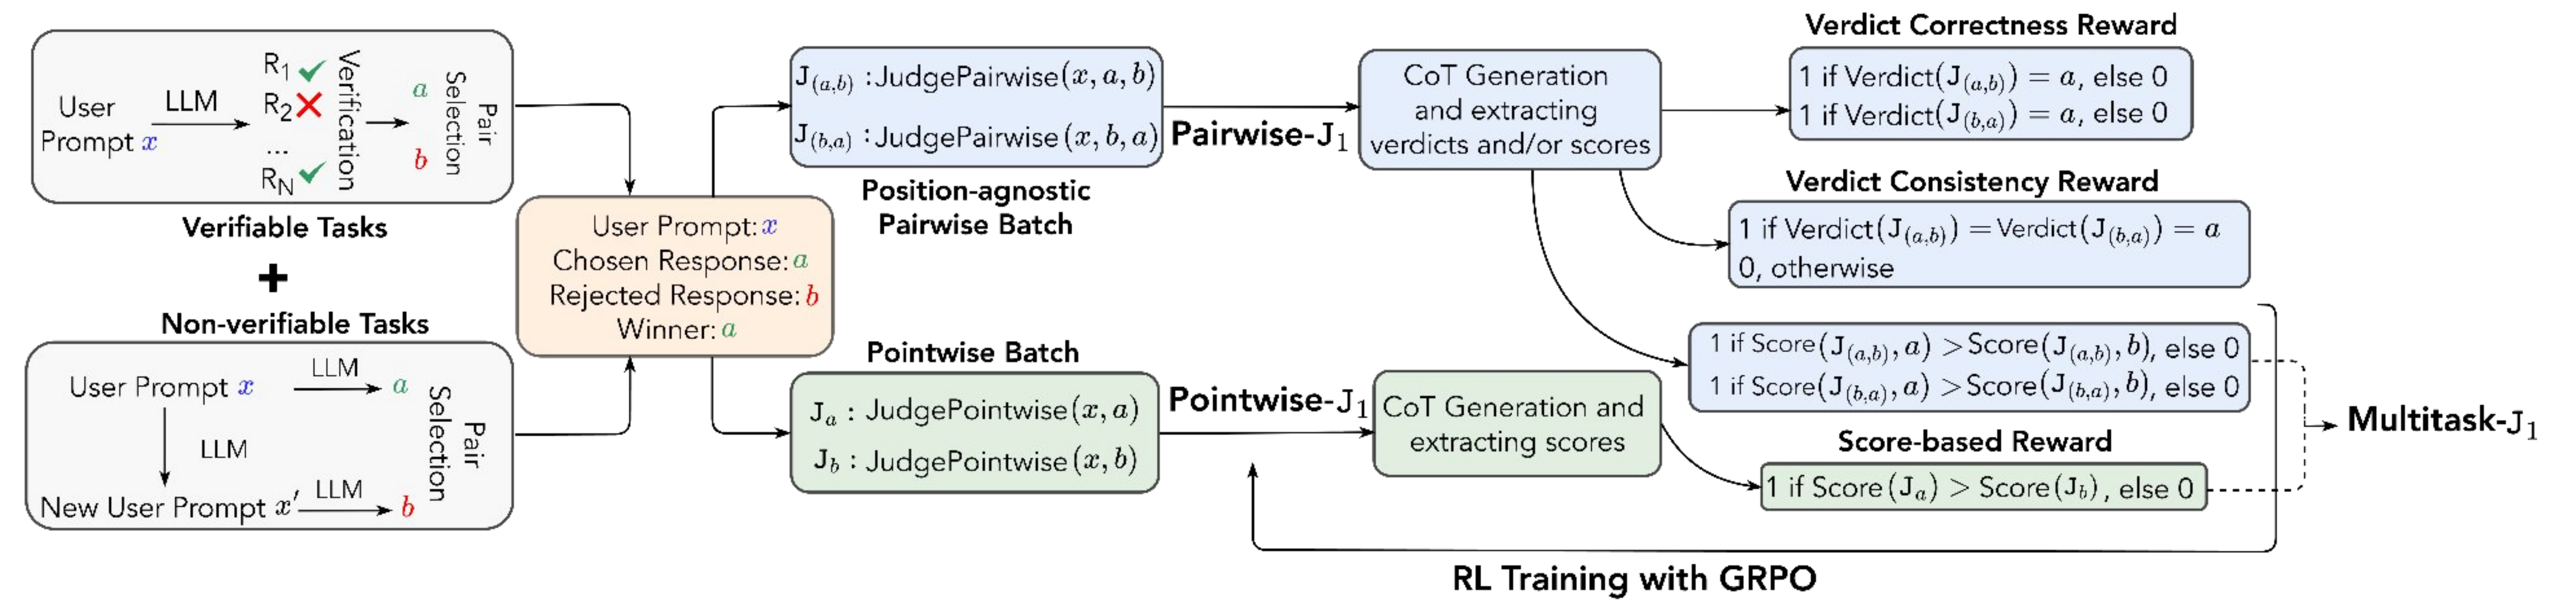 User
Prompt x
LLM
R1
R2
...
RN
Verification
a
b
Pair
Selection
Verifiable Tasks
+
Non-verifiable Tasks
User Prompt x
LLM
a
LLM
New User Prompt x′
LLM
b
Pair
Selection
User Prompt: x
Chosen Response: a
Rejected Response: b
Winner: a
J(a,b) : JudgePairwise(x, a, b)
J(b,a) : JudgePairwise(x, b, a)
Position-agnostic
Pairwise Batch
Pointwise Batch
Ja : JudgePointwise(x, a)
Jb : JudgePointwise(x, b)
Pairwise-J1
CoT Generation
and extracting
verdicts and/or scores
Pointwise-J1
CoT Generation and
extracting scores
Verdict Correctness Reward
1 if Verdict(J(a,b)) = a, else 0
1 if Verdict(J(b,a)) = a, else 0
Verdict Consistency Reward
1 if Verdict(J(a,b)) = Verdict(J(b,a)) = a
0, otherwise
1 if Score(J(a,b), a) > Score(J(a,b), b), else 0
1 if Score(J(b,a), a) > Score(J(b,a), b), else 0
Score-based Reward
1 if Score(Ja) > Score(Jb), else 0
Multitask-J1
RL Training with GRPO